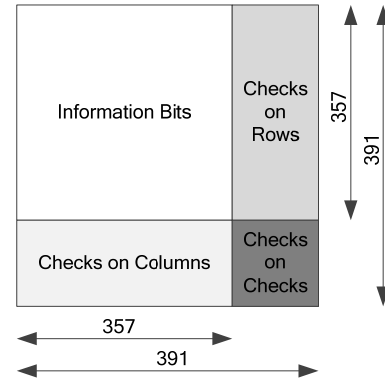 Information Bits
Checks
on
Rows
357
391
Checks on Columns
Checks
on
Checks
357
391